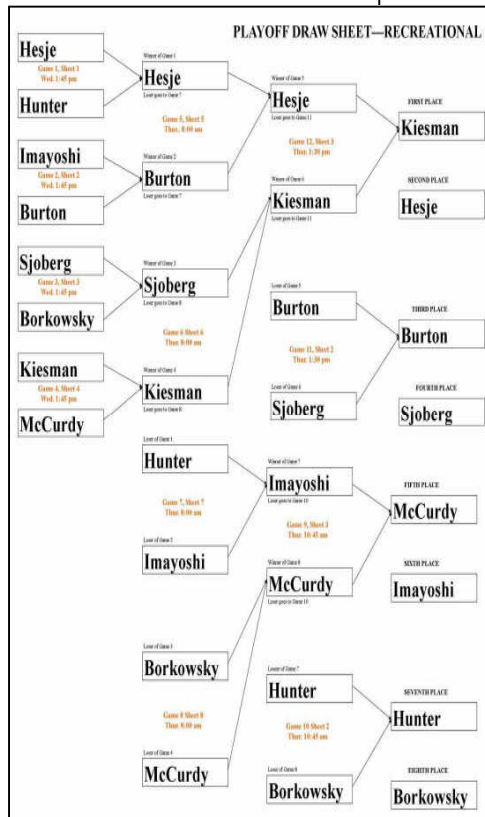 PLAYOFF DRAW SHEET—RECREATIONAL
Hesje
Game 1, Sheet 1
Wed. 1:45 pm
Hunter
Imayoshi
Game 2, Sheet 2
Wed. 1:45 pm
Burton
Sjoberg
Game 3, Sheet 3
Wed. 1:45 pm
Borkowsky
Kiesman
Game 4, Sheet 4
Wed. 1:45 pm
McCurdy
Winner of Game 1
Hesje
Loser goes to Game 7
Game 5, Sheet 5
Thur. 8:00 am
Winner of Game 2
Burton
Loser goes to Game 7
Winner of Game 3
Sjoberg
Loser goes to Game 8
Game 6 Sheet 6
Thur 8:00 am
Winner of Game 4
Kiesman
Loser goes to Game 8
Winner of Game 5
Hesje
Loser goes to Game 11
Game 12, Sheet 3
Thur. 1:30 pm
Winner of Game 6
Kiesman
Loser goes to Game 11
FIRST PLACE
Kiesman
SECOND PLACE
Hesje
Loser of Game 5
Burton
Game 11, Sheet 2
Thur. 1:30 pm
Loser of Game 6
Sjoberg
THIRD PLACE
Burton
FOURTH PLACE
Sjoberg
Loser of Game 1
Hunter
Game 7, Sheet 7
Thur 8:00 am
Loser of Game 2
Imayoshi
Loser of Game 3
Borkowsky
Game 8 Sheet 8
Thur. 8:00 am
Loser of Game 4
McCurdy
Winner of Game 7
Imayoshi
Loser goes to Game 10
Game 9, Sheet 3
Thur. 10:45 am
Winner of Game 8
McCurdy
Loser goes to Game 10
FIFTH PLACE
McCurdy
SIXTH PLACE
Imayoshi
Loser of Game 7
Hunter
Game 10 Sheet 2
Thur. 10:45 am
Loser of Game 8
Borkowsky
SEVENTH PLACE
Hunter
EIGHTH PLACE
Borkowsky